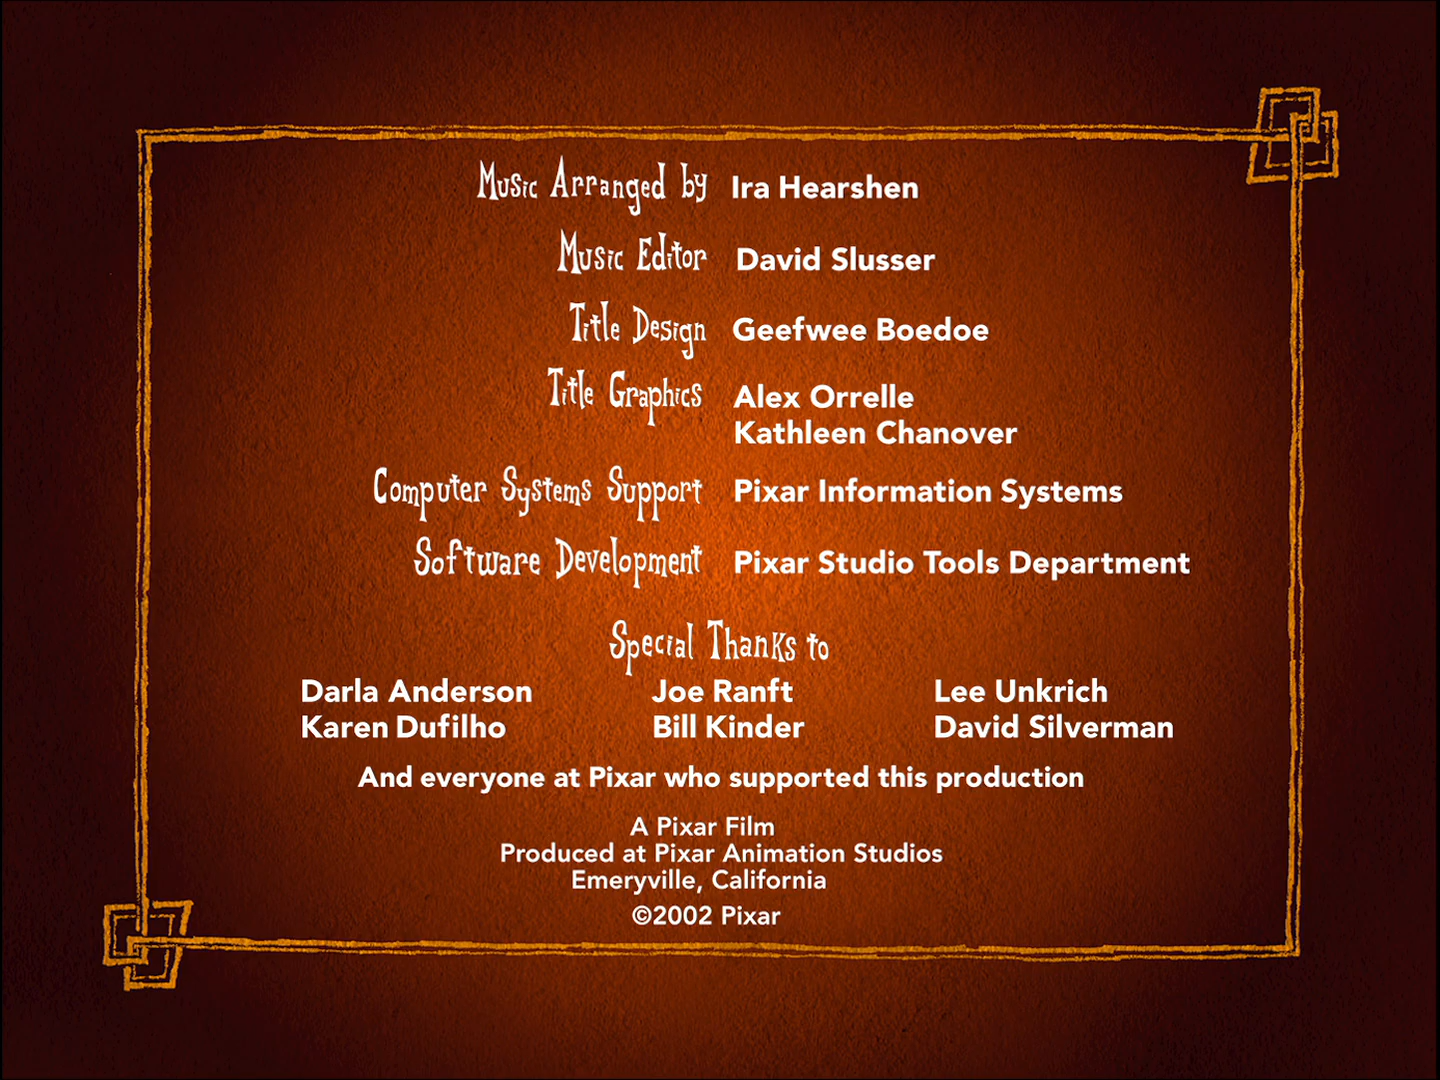 Music Arranged by Ira Hearshen
Music Editor David Slusser
Title Design Geefwee Boedoe
Title Graphics Alex Orrelle
Kathleen Chanover
Computer Systems Support Pixar Information Systems
Software Development Pixar Studio Tools Department
Special Thanks to
Darla Anderson Joe Ranft Lee Unkrich
Karen Dufilho Bill Kinder David Silverman
And everyone at Pixar who supported this production
A Pixar Film
Produced at Pixar Animation Studios
Emeryville, California
©2002 Pixar